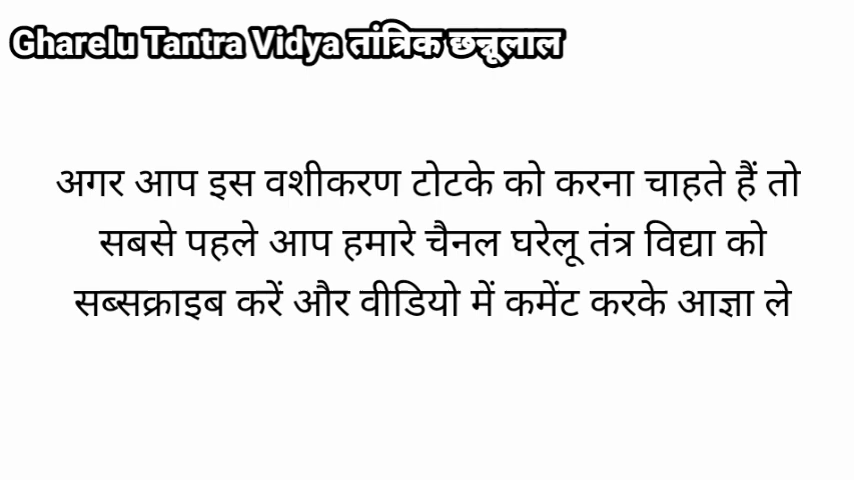 Gharelu Tantra Vidya तांत्रिक छन्नूलाल
अगर आप इस वशीकरण टोटके को करना चाहते हैं तो
सबसे पहले आप हमारे चैनल घरेलू तंत्र विद्या को
सब्सक्राइब करें और वीडियो में कमेंट करके आज्ञा ले